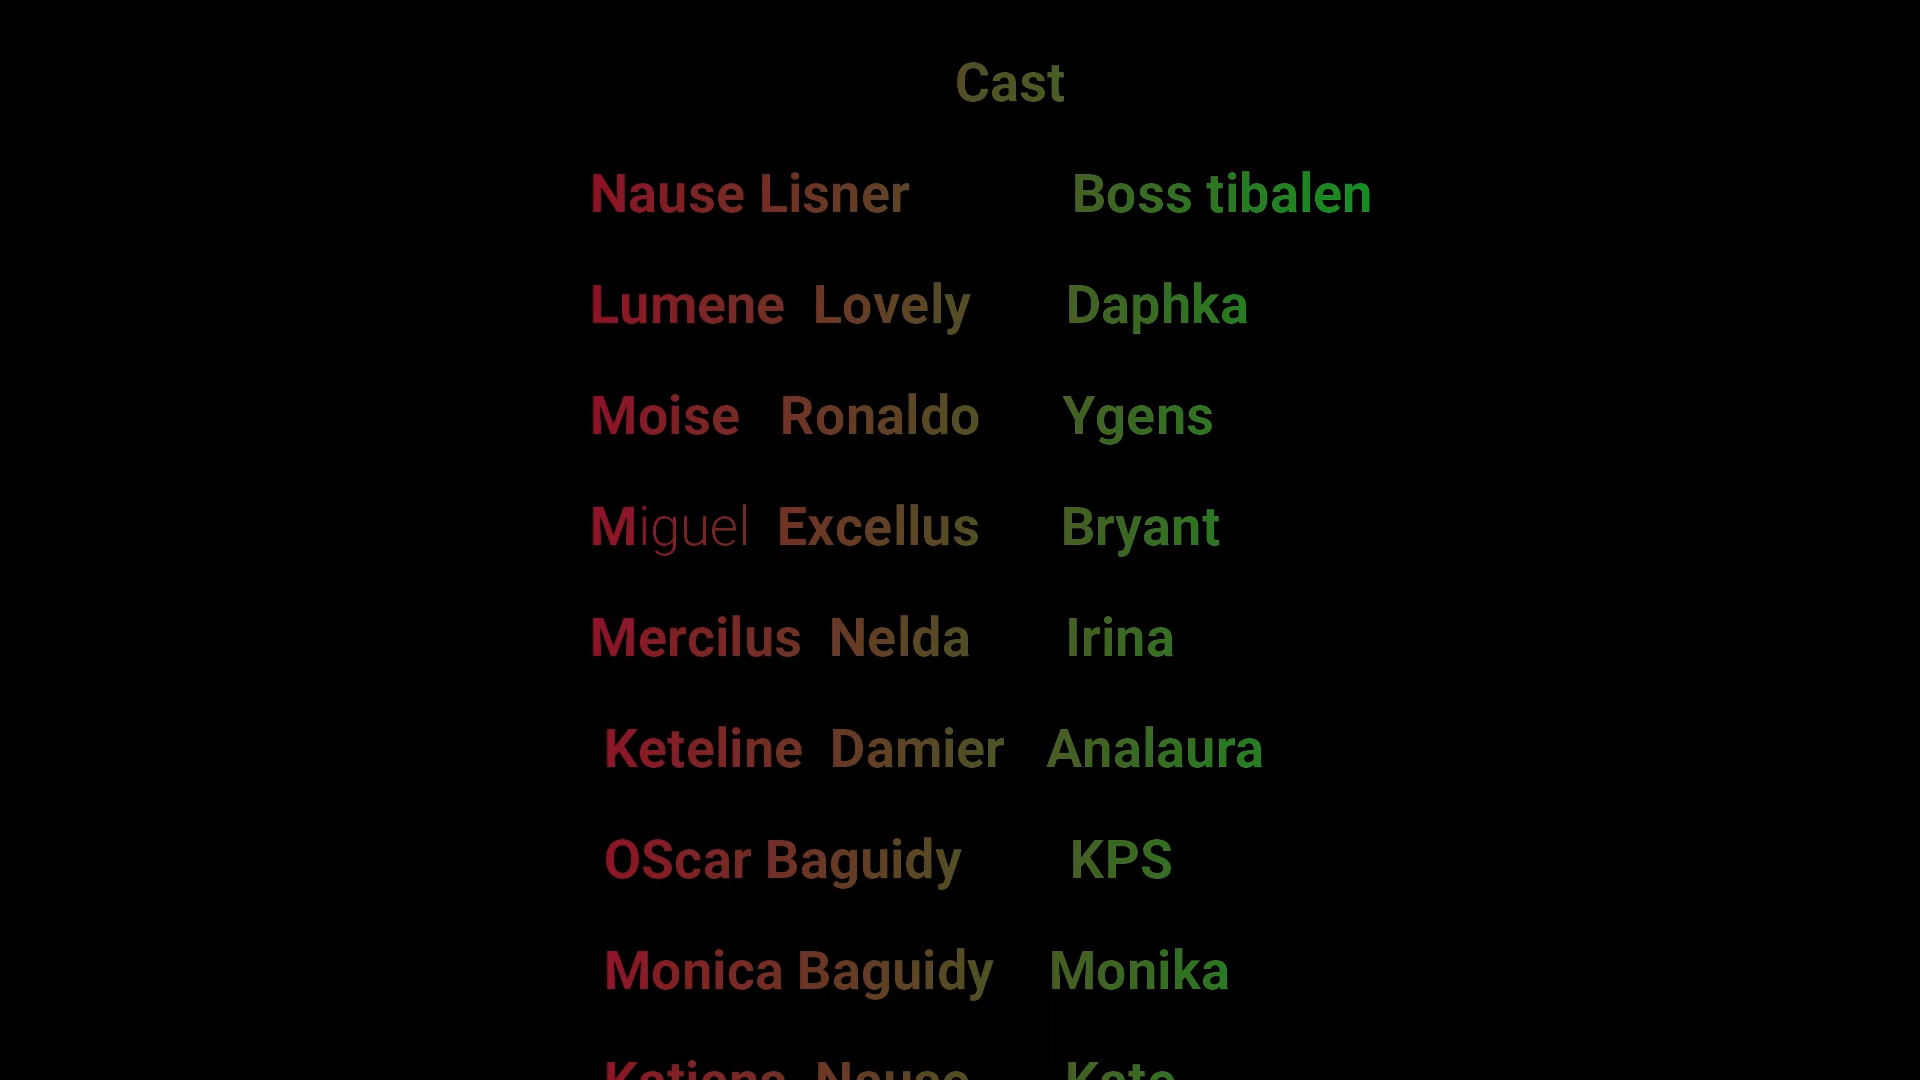 Cast
Nause Lisner Boss tibalen
Lumene Lovely Daphka
Moise Ronaldo Ygens
Miguel Excellus Bryant
Mercilus Nelda Irina
Keteline Damier Analaura
OScar Baguidy KPS
Monica Baguidy Monika